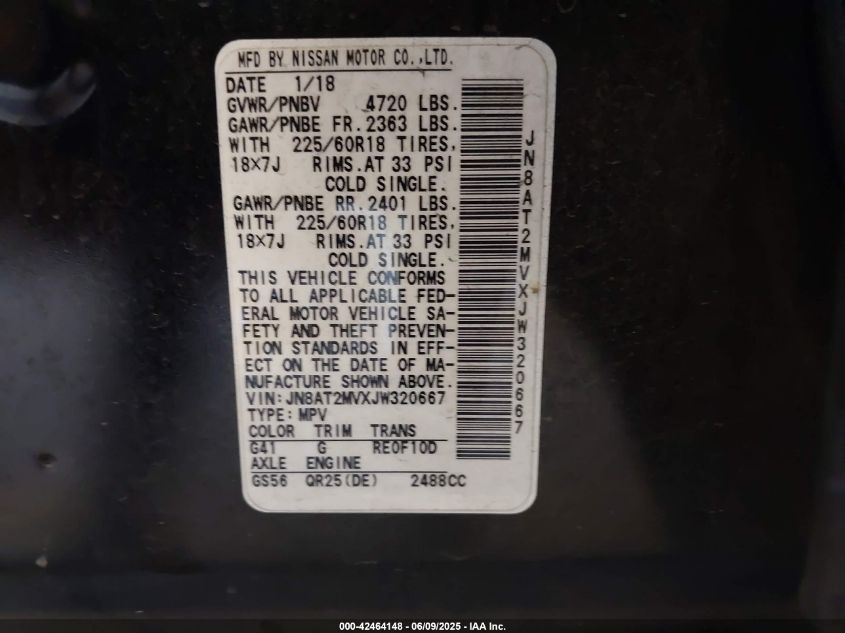 MFD BY NISSAN MOTOR CO.,LTD.
DATE 1/18
GVWR/PNBV 4720 LBS.
GAWR/PNBE FR.2363 LBS.
WITH 225/60R18 TIRES,
18X7J RIMS.AT 33 PSI
COLD SINGLE.
GAWR/PNBE RR.2401 LBS.
WITH 225/60R18 TIRES,
18X7J RIMS.AT 33 PSI
COLD SINGLE.
THIS VEHICLE CONFORMS
TO ALL APPLICABLE FED-
ERAL MOTOR VEHICLE SA-
FETY AND THEFT PREVEN-
TION STANDARDS IN EFF-
ECT ON THE DATE OF MA-
NUFACTURE SHOWN ABOVE.
VIN:JN8AT2MVXJW320667
TYPE:MPV
COLOR TRIM TRANS
G41 G RE0F10D
AXLE ENGINE
GS56 QR25(DE) 2488CC
JN8AT2MVXJW320667
000-42464148 - 06/09/2025 - IAA Inc.